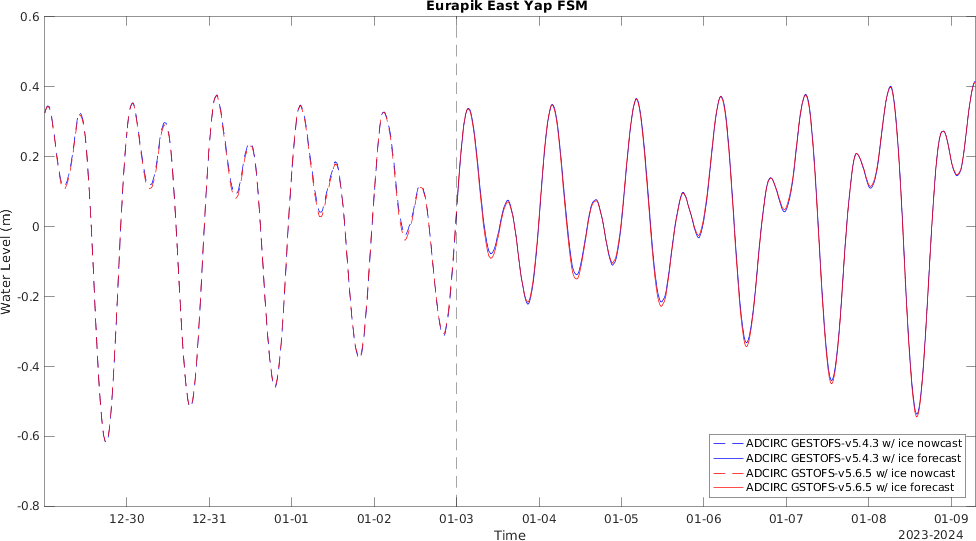 Eurapik East Yap FSM
0.6
0.4
0.2
0
-0.2
-0.4
-0.6
-0.8
Water Level (m)
ADCIRC GESTOFS-v5.4.3 w/ ice nowcast
ADCIRC GESTOFS-v5.4.3 w/ ice forecast
ADCIRC GSTOFS-v5.6.5 w/ ice nowcast
ADCIRC GSTOFS-v5.6.5 w/ ice forecast
12-30 12-31 01-01 01-02 01-03 01-04 01-05 01-06 01-07 01-08 01-09
Time
2023-2024